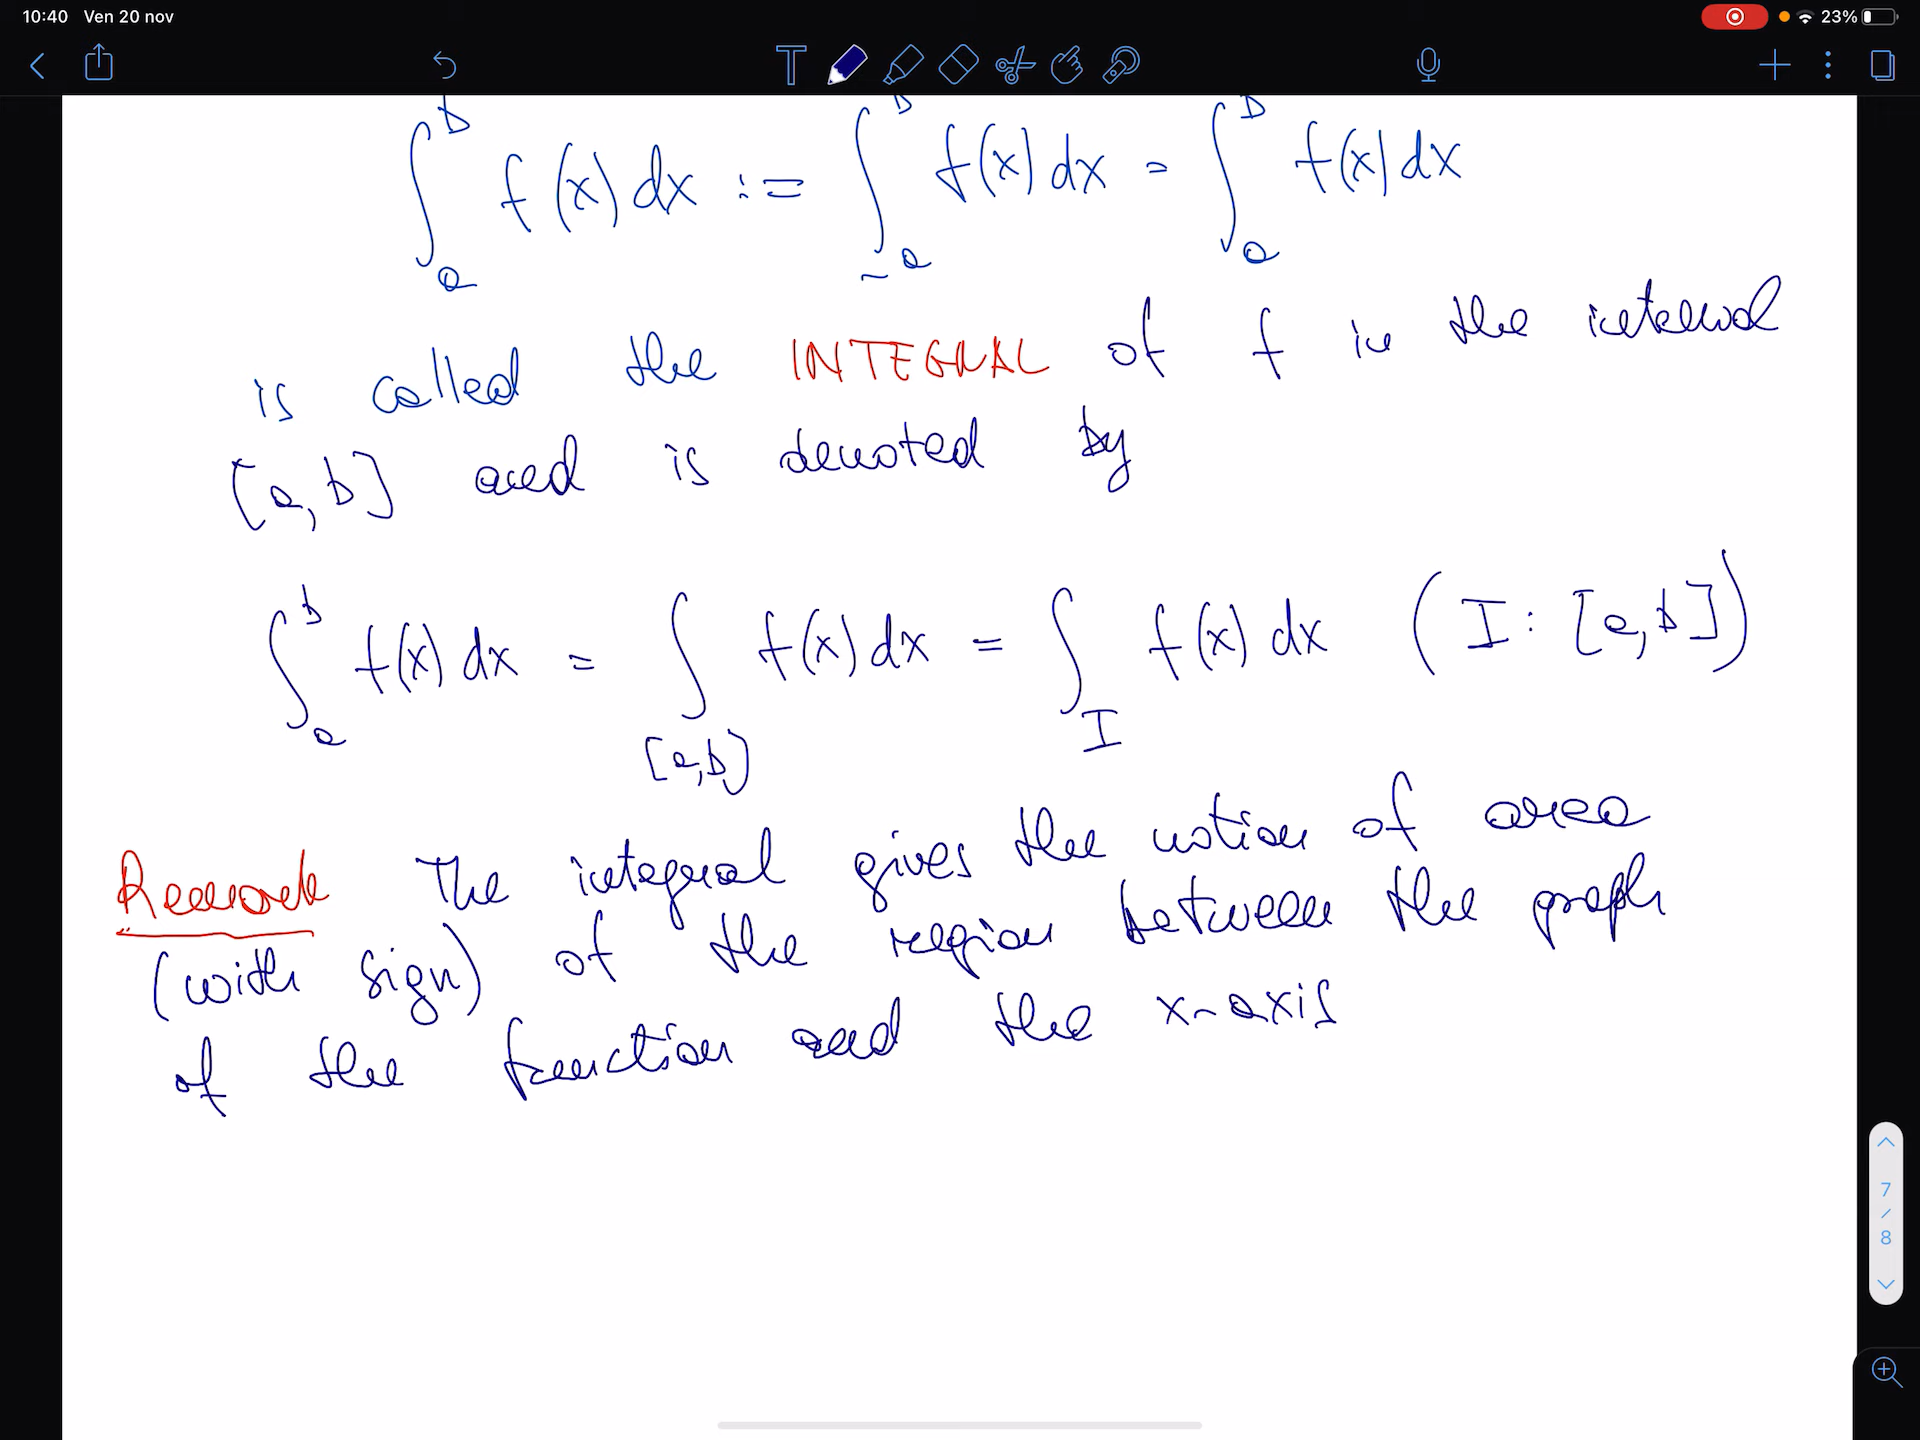 10:40 Ven 20 nov 23%
∫_a^b f(x) dx := ∫_a^b f(x) dx = ∫_a^b f(x) dx
is called the INTEGRAL of f in the interval
[a, b] and is denoted by
∫_a^b f(x) dx = ∫_[a,b] f(x) dx = ∫_I f(x) dx (I: [a,b])
Remark The integral gives the notion of area
(with sign) of the region between the graph
of the function and the x-axis
7
/
8